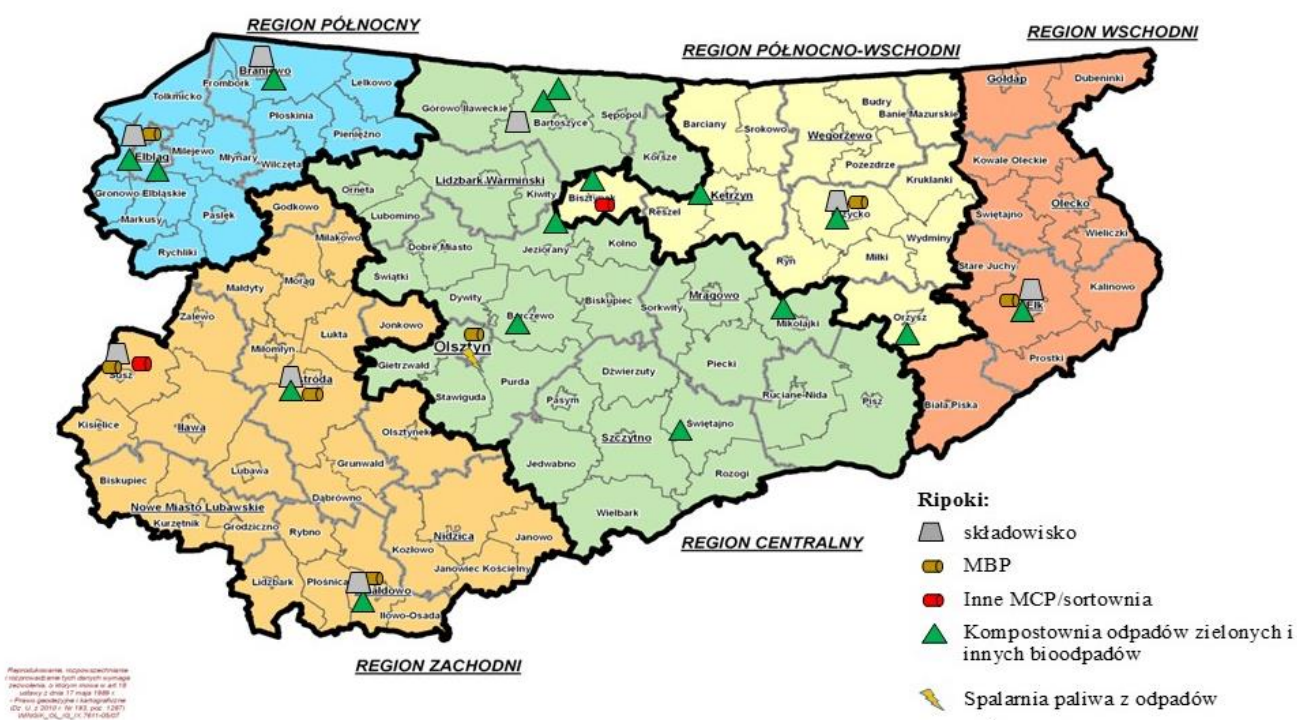 REGION PÓŁNOCNY
REGION PÓŁNOCNO-WSCHODNI
REGION WSCHODNI
Braniewo
Frombork
Lelkowo
Tolkmicko
Płoskinia
Pieniężno
Milejewo
Młynary
Wilczęta
Elbląg
Gronowo Elbląskie
Markusy
Pasłęk
Rychliki
Górowo Iławeckie
Bartoszyce
Sępopol
Korsze
Lidzbark Warmiński
Orneta
Kiwity
Lubomino
Dobre Miasto
Jeziorany
Kolno
Świątki
Dywity
Barczewo
Biskupiec
Sorkwity
Mrągowo
Mikołajki
Olsztyn
Gietrzwałd
Stawiguda
Purda
Pasym
Dźwierzuty
Piecki
Ruciane-Nida
Pisz
Szczytno
Świętajno
Jedwabno
Rozogi
Wielbark
Barciany
Srokowo
Węgorzewo
Budry
Banie Mazurskie
Pozezdrze
Kruklanki
Kętrzyn
Reszel
Wydminy
Ryn
Miłki
Orzysz
Gołdap
Dubeninki
Kowale Oleckie
Świętajno
Olecko
Wieliczki
Stare Juchy
Kalinowo
Ełk
Prostki
Biała Piska
Godkowo
Miłakowo
Małdyty
Morąg
Zalewo
Łukta
Jonkowo
Miłomłyn
Susz
Kisielice
Iława
Olsztynek
Lubawa
Grunwald
Biskupiec
Dąbrówno
Nowe Miasto Lubawskie
Kurzętnik
Grodziczno
Rybno
Nidzica
Janowo
Kozłowo
Janowiec Kościelny
Lidzbark
Płośnica
Iłowo-Osada
REGION CENTRALNY
REGION ZACHODNI
Ripoki:
składowisko
MBP
Inne MCP/sortownia
Kompostownia odpadów zielonych i
innych bioodpadów
Spalarnia paliwa z odpadów